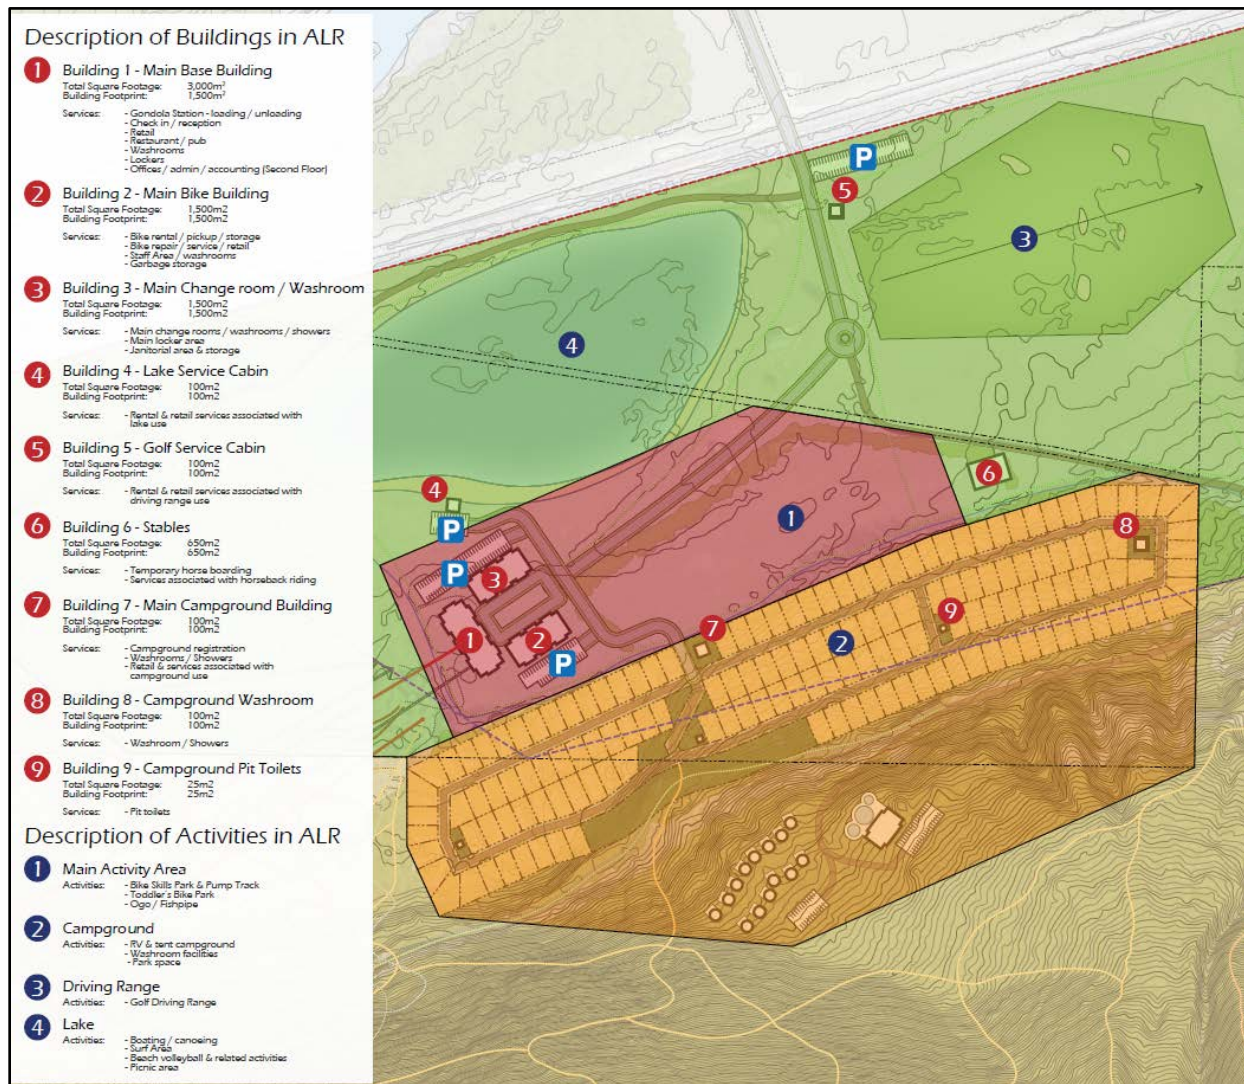 Description of Buildings in ALR
1 Building 1 - Main Base Building
Total Square Footage: 3,000m²
Building Footprint: 1,500m²
Services: - Gondola Station - loading / unloading
- Check in / reception
- Retail
- Restaurant / pub
- Washrooms
- Lockers
- Offices / admin / accounting (Second Floor)
2 Building 2 - Main Bike Building
Total Square Footage: 1,500m2
Building Footprint: 1,500m2
Services: - Bike rental / pickup / storage
- Bike repair / service / retail
- Staff Area / washrooms
- Garbage storage
3 Building 3 - Main Change room / Washroom
Total Square Footage: 1,500m2
Building Footprint: 1,500m2
Services: - Main change rooms / washrooms / showers
- Main locker area
- Janitorial area & storage
4 Building 4 - Lake Service Cabin
Total Square Footage: 100m2
Building Footprint: 100m2
Services: - Rental & retail services associated with
lake use
5 Building 5 - Golf Service Cabin
Total Square Footage: 100m2
Building Footprint: 100m2
Services: - Rental & retail services associated with
driving range use
6 Building 6 - Stables
Total Square Footage: 650m2
Building Footprint: 650m2
Services: - Temporary horse boarding
- Services associated with horseback riding
7 Building 7 - Main Campground Building
Total Square Footage: 100m2
Building Footprint: 100m2
Services: - Campground registration
- Washrooms / Showers
- Retail & services associated with
campground use
8 Building 8 - Campground Washroom
Total Square Footage: 100m2
Building Footprint: 100m2
Services: - Washroom / Showers
9 Building 9 - Campground Pit Toilets
Total Square Footage: 25m2
Building Footprint: 25m2
Services: - Pit toilets
Description of Activities in ALR
1 Main Activity Area
Activities: - Bike Skills Park & Pump Track
- Toddler's Bike Park
- Ogo / Fishpipe
2 Campground
Activities: - RV & tent campground
- Washroom facilities
- Park space
3 Driving Range
Activities: - Golf Driving Range
4 Lake
Activities: - Boating / canoeing
- Surf Area
- Beach volleyball & related activities
- Picnic area
P
5
3
4
6
4
1
8
P
P
3
9
7
1
2
2
P